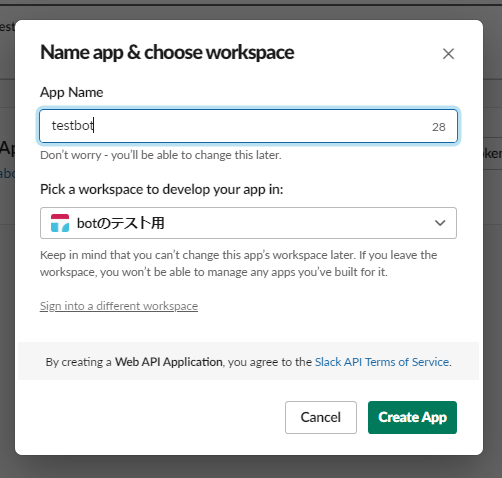 Name app & choose workspace
App Name
testbot
28
Don't worry - you'll be able to change this later.
Pick a workspace to develop your app in:
botのテスト用
Keep in mind that you can't change this app's workspace later. If you leave the
workspace, you won't be able to manage any apps you've built for it.
Sign into a different workspace
By creating a Web API Application, you agree to the Slack API Terms of Service.
Cancel
Create App